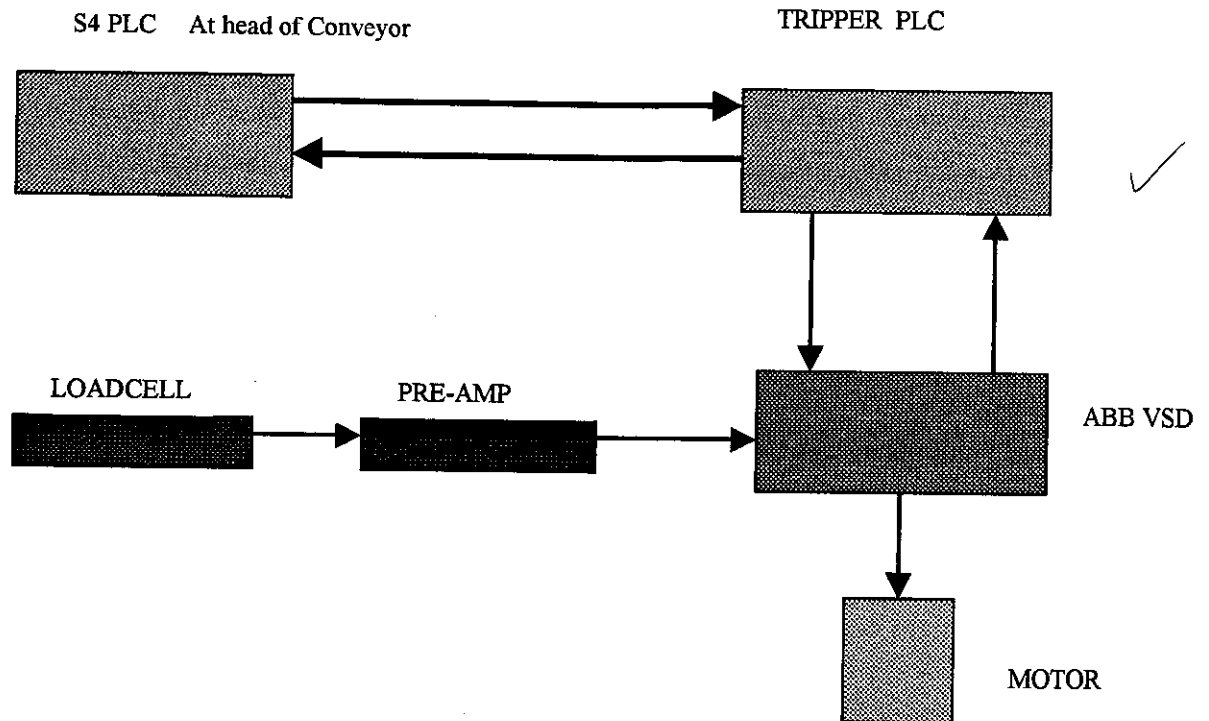 S4 PLC At head of Conveyor
TRIPPER PLC
LOADCELL
PRE-AMP
ABB VSD
MOTOR